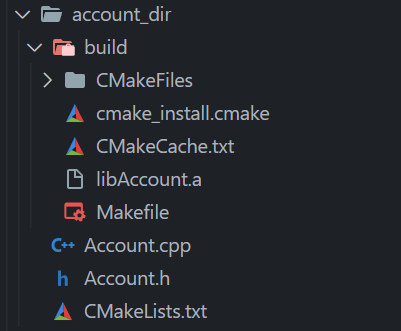 account_dir
build
CMakeFiles
cmake_install.cmake
CMakeCache.txt
libAccount.a
Makefile
C++ Account.cpp
h Account.h
CMakeLists.txt